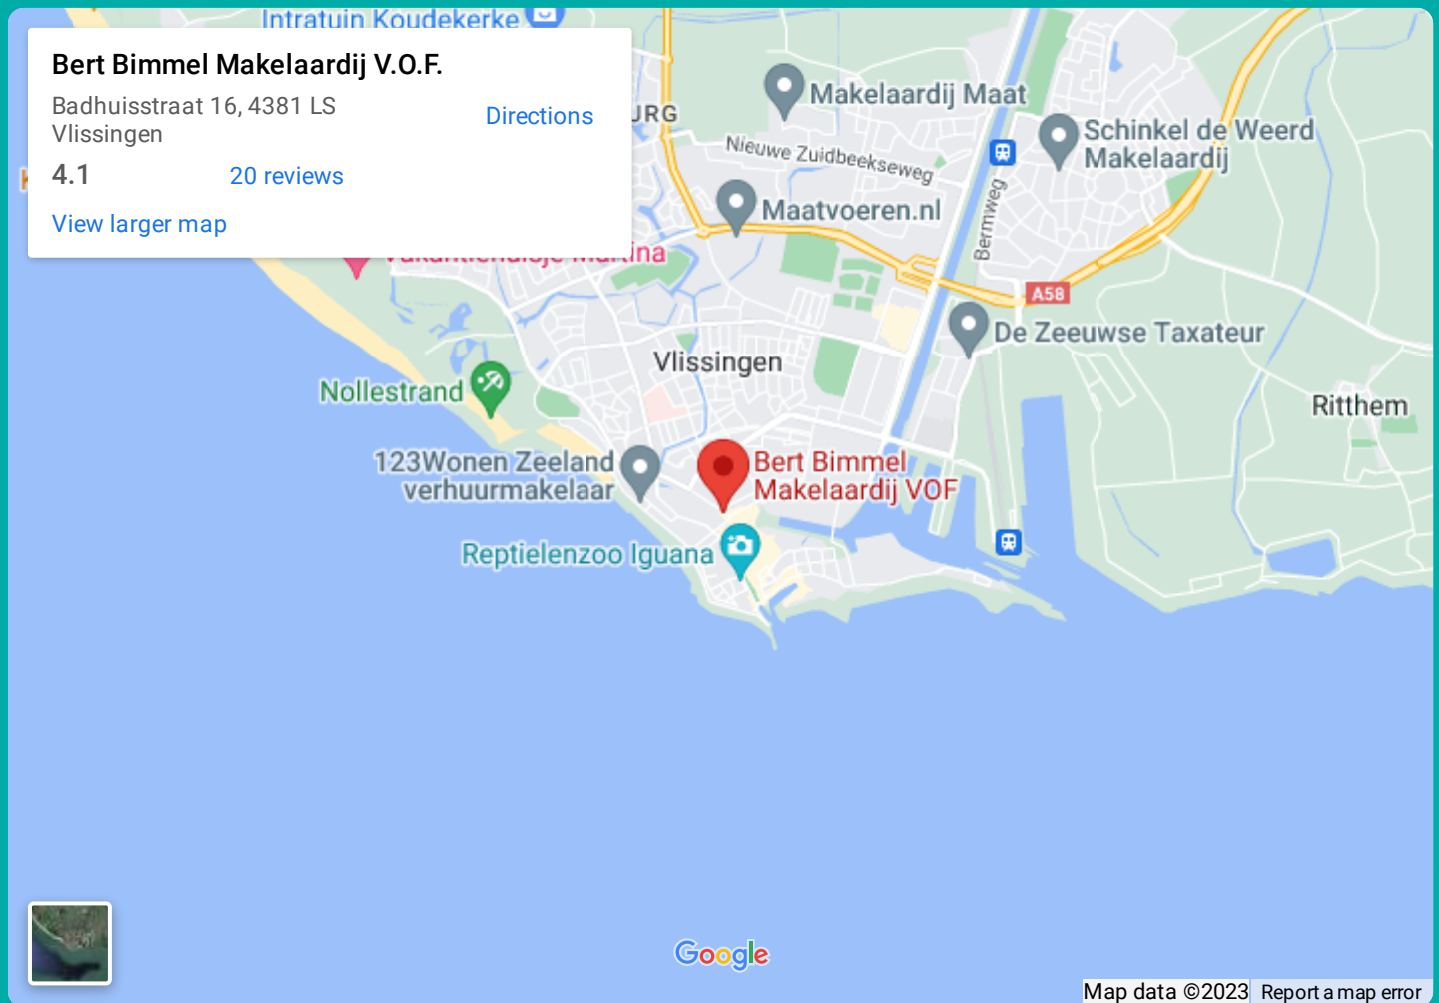 Intratuin Koudekerke
Bert Bimmel Makelaardij V.O.F.
Badhuisstraat 16, 4381 LS
Vlissingen
Directions
4.1
20 reviews
View larger map
Makelaardij Maat
Schinkel de Weerd
Makelaardij
Nieuwe Zuidbeekseweg
Maatvoeren.nl
Bermweg
Vakantiehuisje Martina
A58
De Zeeuwse Taxateur
Vlissingen
Nollestrand
Ritthem
123Wonen Zeeland
verhuurmakelaar
Bert Bimmel
Makelaardij VOF
Reptielenzoo Iguana
Google
Map data ©2023
Report a map error